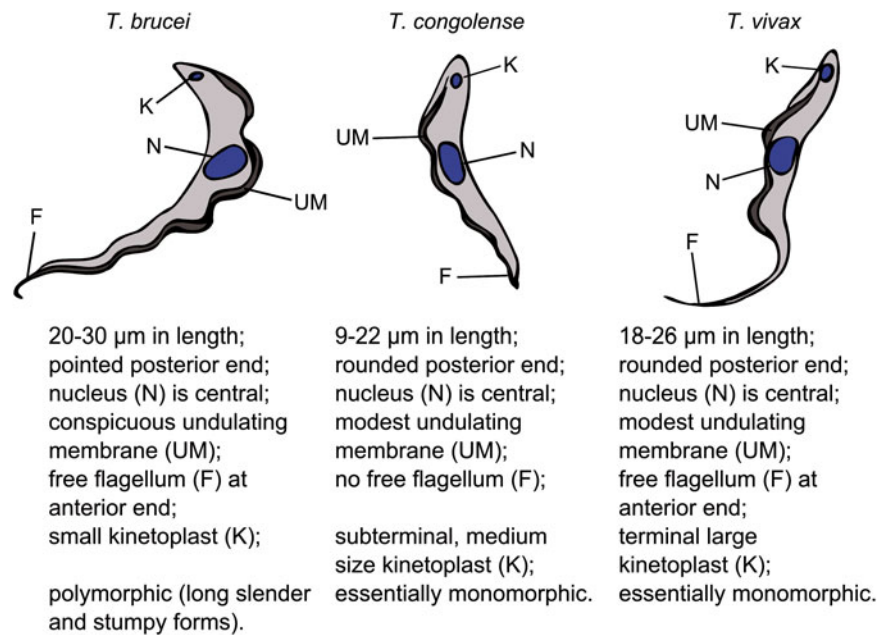 T. brucei
K
N
F
UM
20-30 µm in length;
pointed posterior end;
nucleus (N) is central;
conspicuous undulating
membrane (UM);
free flagellum (F) at
anterior end;
small kinetoplast (K);
polymorphic (long slender
and stumpy forms).
T. congolense
K
UM
N
F
9-22 µm in length;
rounded posterior end;
nucleus (N) is central;
modest undulating
membrane (UM);
no free flagellum (F);
subterminal, medium
size kinetoplast (K);
essentially monomorphic.
T. vivax
K
UM
N
F
18-26 µm in length;
rounded posterior end;
nucleus (N) is central;
modest undulating
membrane (UM);
free flagellum (F) at
anterior end;
terminal large
kinetoplast (K);
essentially monomorphic.